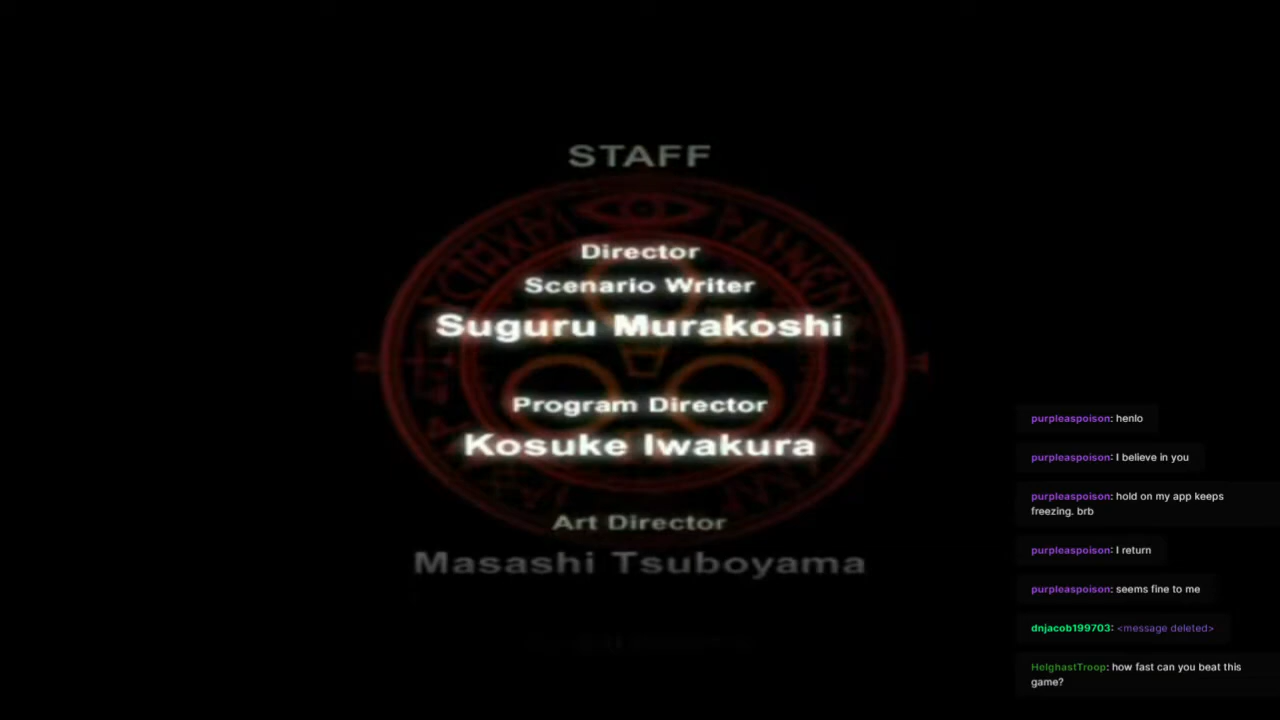 STAFF
Director
Scenario Writer
Suguru Murakoshi
Program Director
Kosuke Iwakura
Art Director
Masashi Tsuboyama
purpleaspoison: henlo
purpleaspoison: I believe in you
purpleaspoison: hold on my app keeps
freezing. brb
purpleaspoison: I return
purpleaspoison: seems fine to me
dnjacob199703: <message deleted>
HelghastTroop: how fast can you beat this
game?